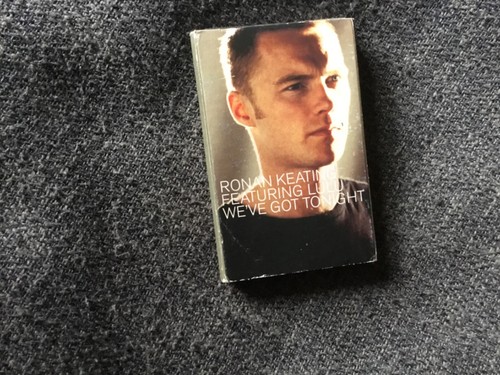 RONAN KEATING
FEATURING LULU
WE'VE GOT TONIGHT